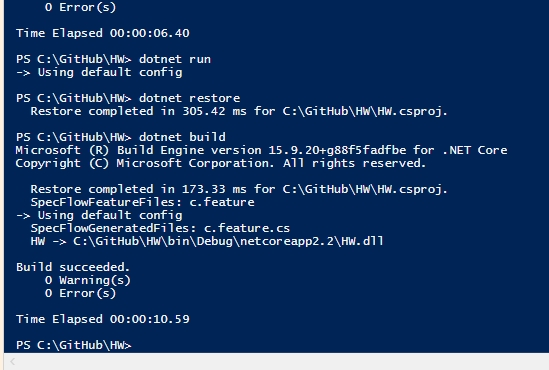 0 Error(s)
Time Elapsed 00:00:06.40
PS C:\GitHub\HW> dotnet run
-> Using default config
PS C:\GitHub\HW> dotnet restore
Restore completed in 305.42 ms for C:\GitHub\HW\HW.csproj.
PS C:\GitHub\HW> dotnet build
Microsoft (R) Build Engine version 15.9.20+g88f5fadfbe for .NET Core
Copyright (C) Microsoft Corporation. All rights reserved.
Restore completed in 173.33 ms for C:\GitHub\HW\HW.csproj.
SpecFlowFeatureFiles: c.feature
-> Using default config
SpecFlowGeneratedFiles: c.feature.cs
HW -> C:\GitHub\HW\bin\Debug\netcoreapp2.2\HW.dll
Build succeeded.
0 Warning(s)
0 Error(s)
Time Elapsed 00:00:10.59
PS C:\GitHub\HW>